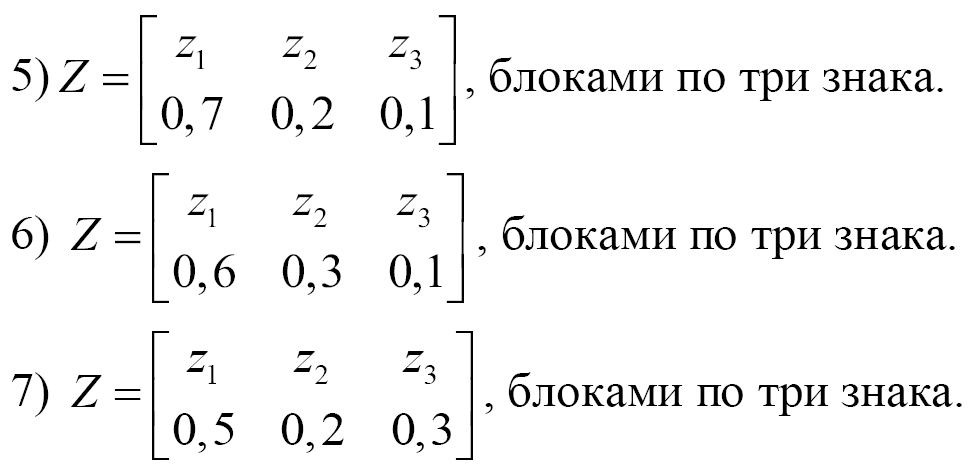 z₁ z₂ z₃
5) Z = [ ], блоками по три знака.
0,7 0,2 0,1
z₁ z₂ z₃
6) Z = [ ], блоками по три знака.
0,6 0,3 0,1
z₁ z₂ z₃
7) Z = [ ], блоками по три знака.
0,5 0,2 0,3